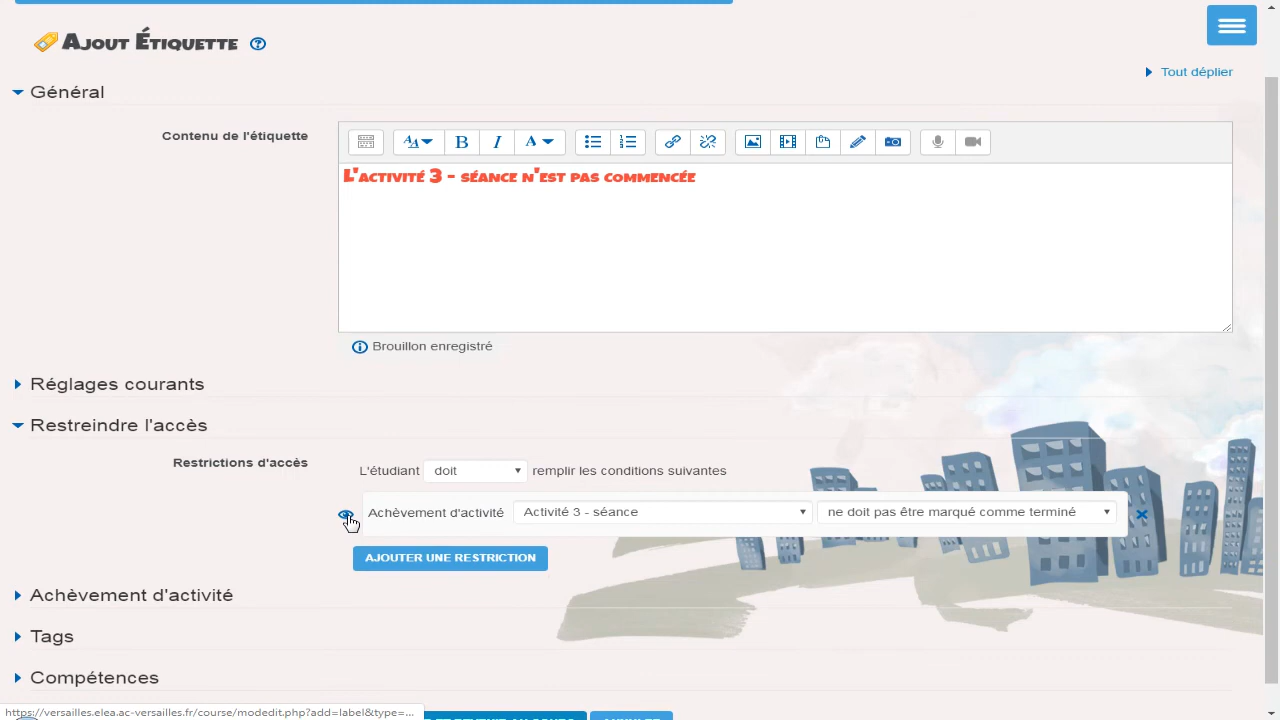 Ajout Étiquette
Tout déplier
Général
Contenu de l'étiquette
L'activité 3 - séance n'est pas commencée
Brouillon enregistré
Réglages courants
Restreindre l'accès
Restrictions d'accès
L'étudiant doit remplir les conditions suivantes
Achèvement d'activité Activité 3 - séance ne doit pas être marqué comme terminé
AJOUTER UNE RESTRICTION
Achèvement d'activité
Tags
Compétences
https://versailles.elea.ac-versailles.fr/course/modedit.php?add=label&type=...